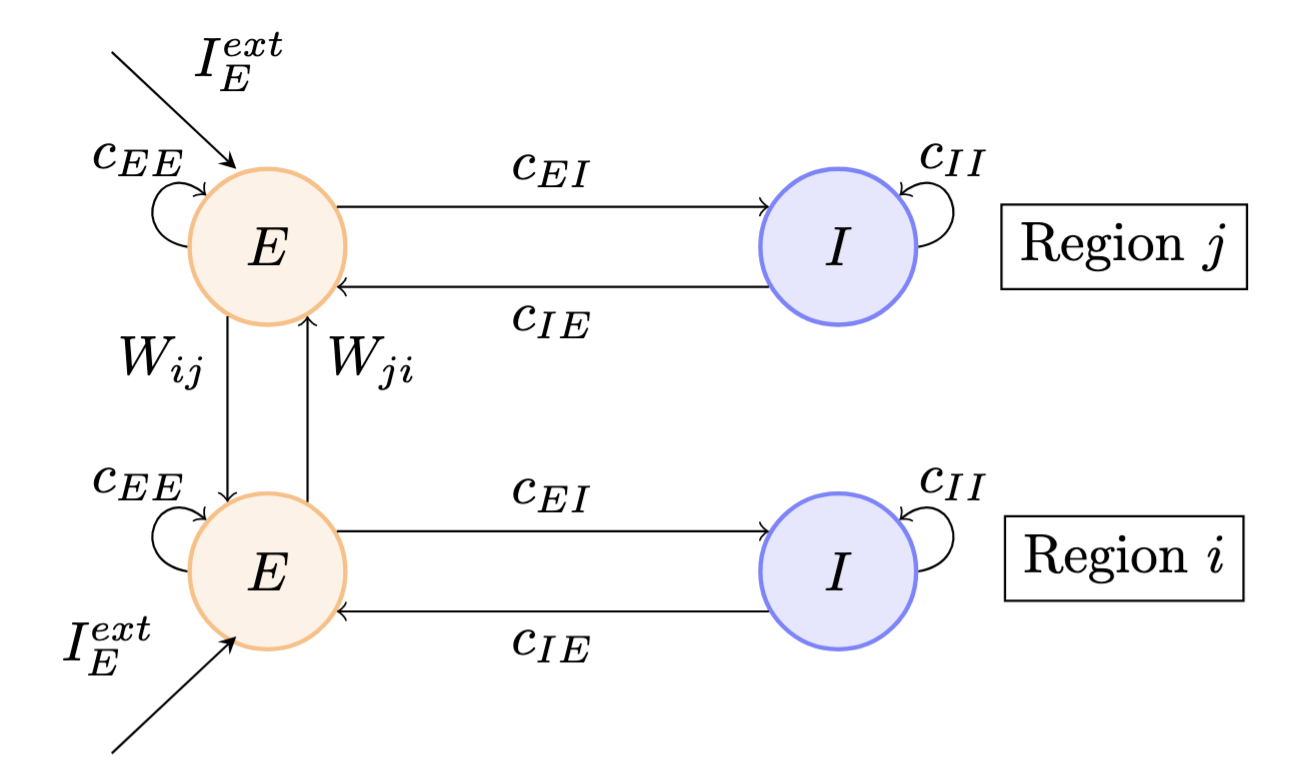 I_E^{ext}
c_{EE}
c_{EI}
c_{II}
E
I
Region j
c_{IE}
W_{ij}
W_{ji}
c_{EE}
c_{EI}
c_{II}
E
I
Region i
I_E^{ext}
c_{IE}